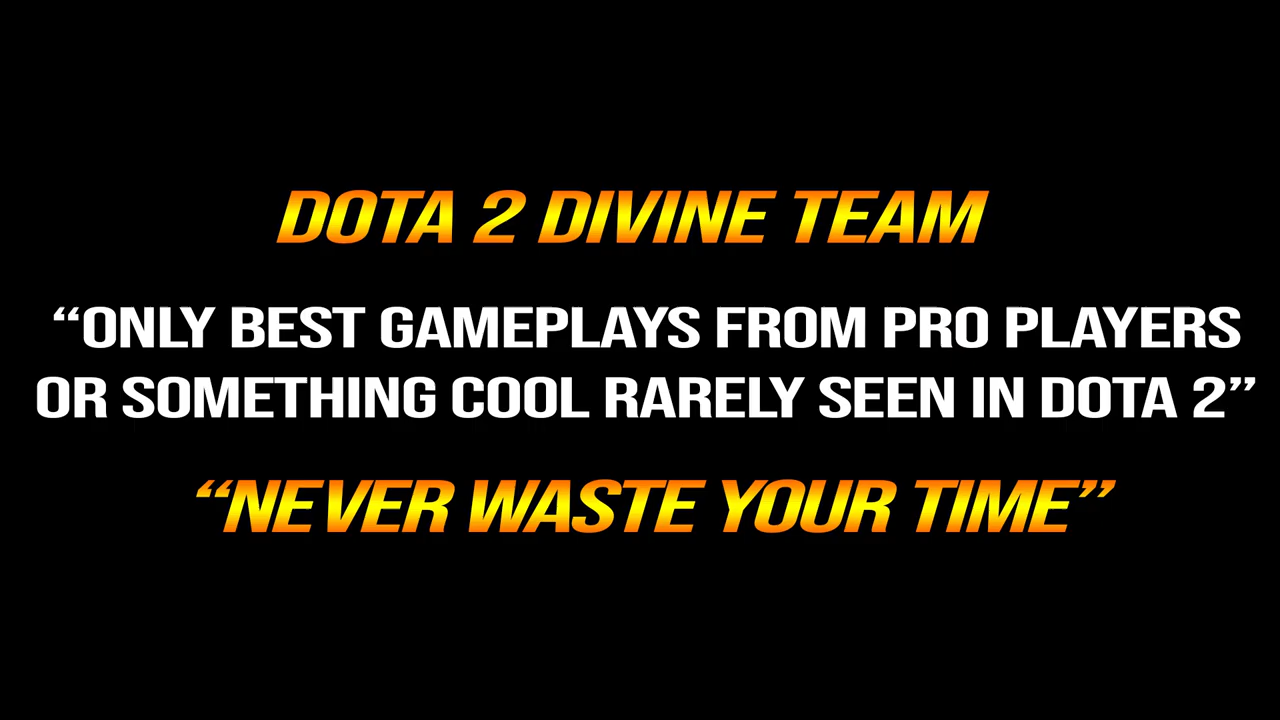 DOTA 2 DIVINE TEAM
“ONLY BEST GAMEPLAYS FROM PRO PLAYERS
OR SOMETHING COOL RARELY SEEN IN DOTA 2”
“NEVER WASTE YOUR TIME”